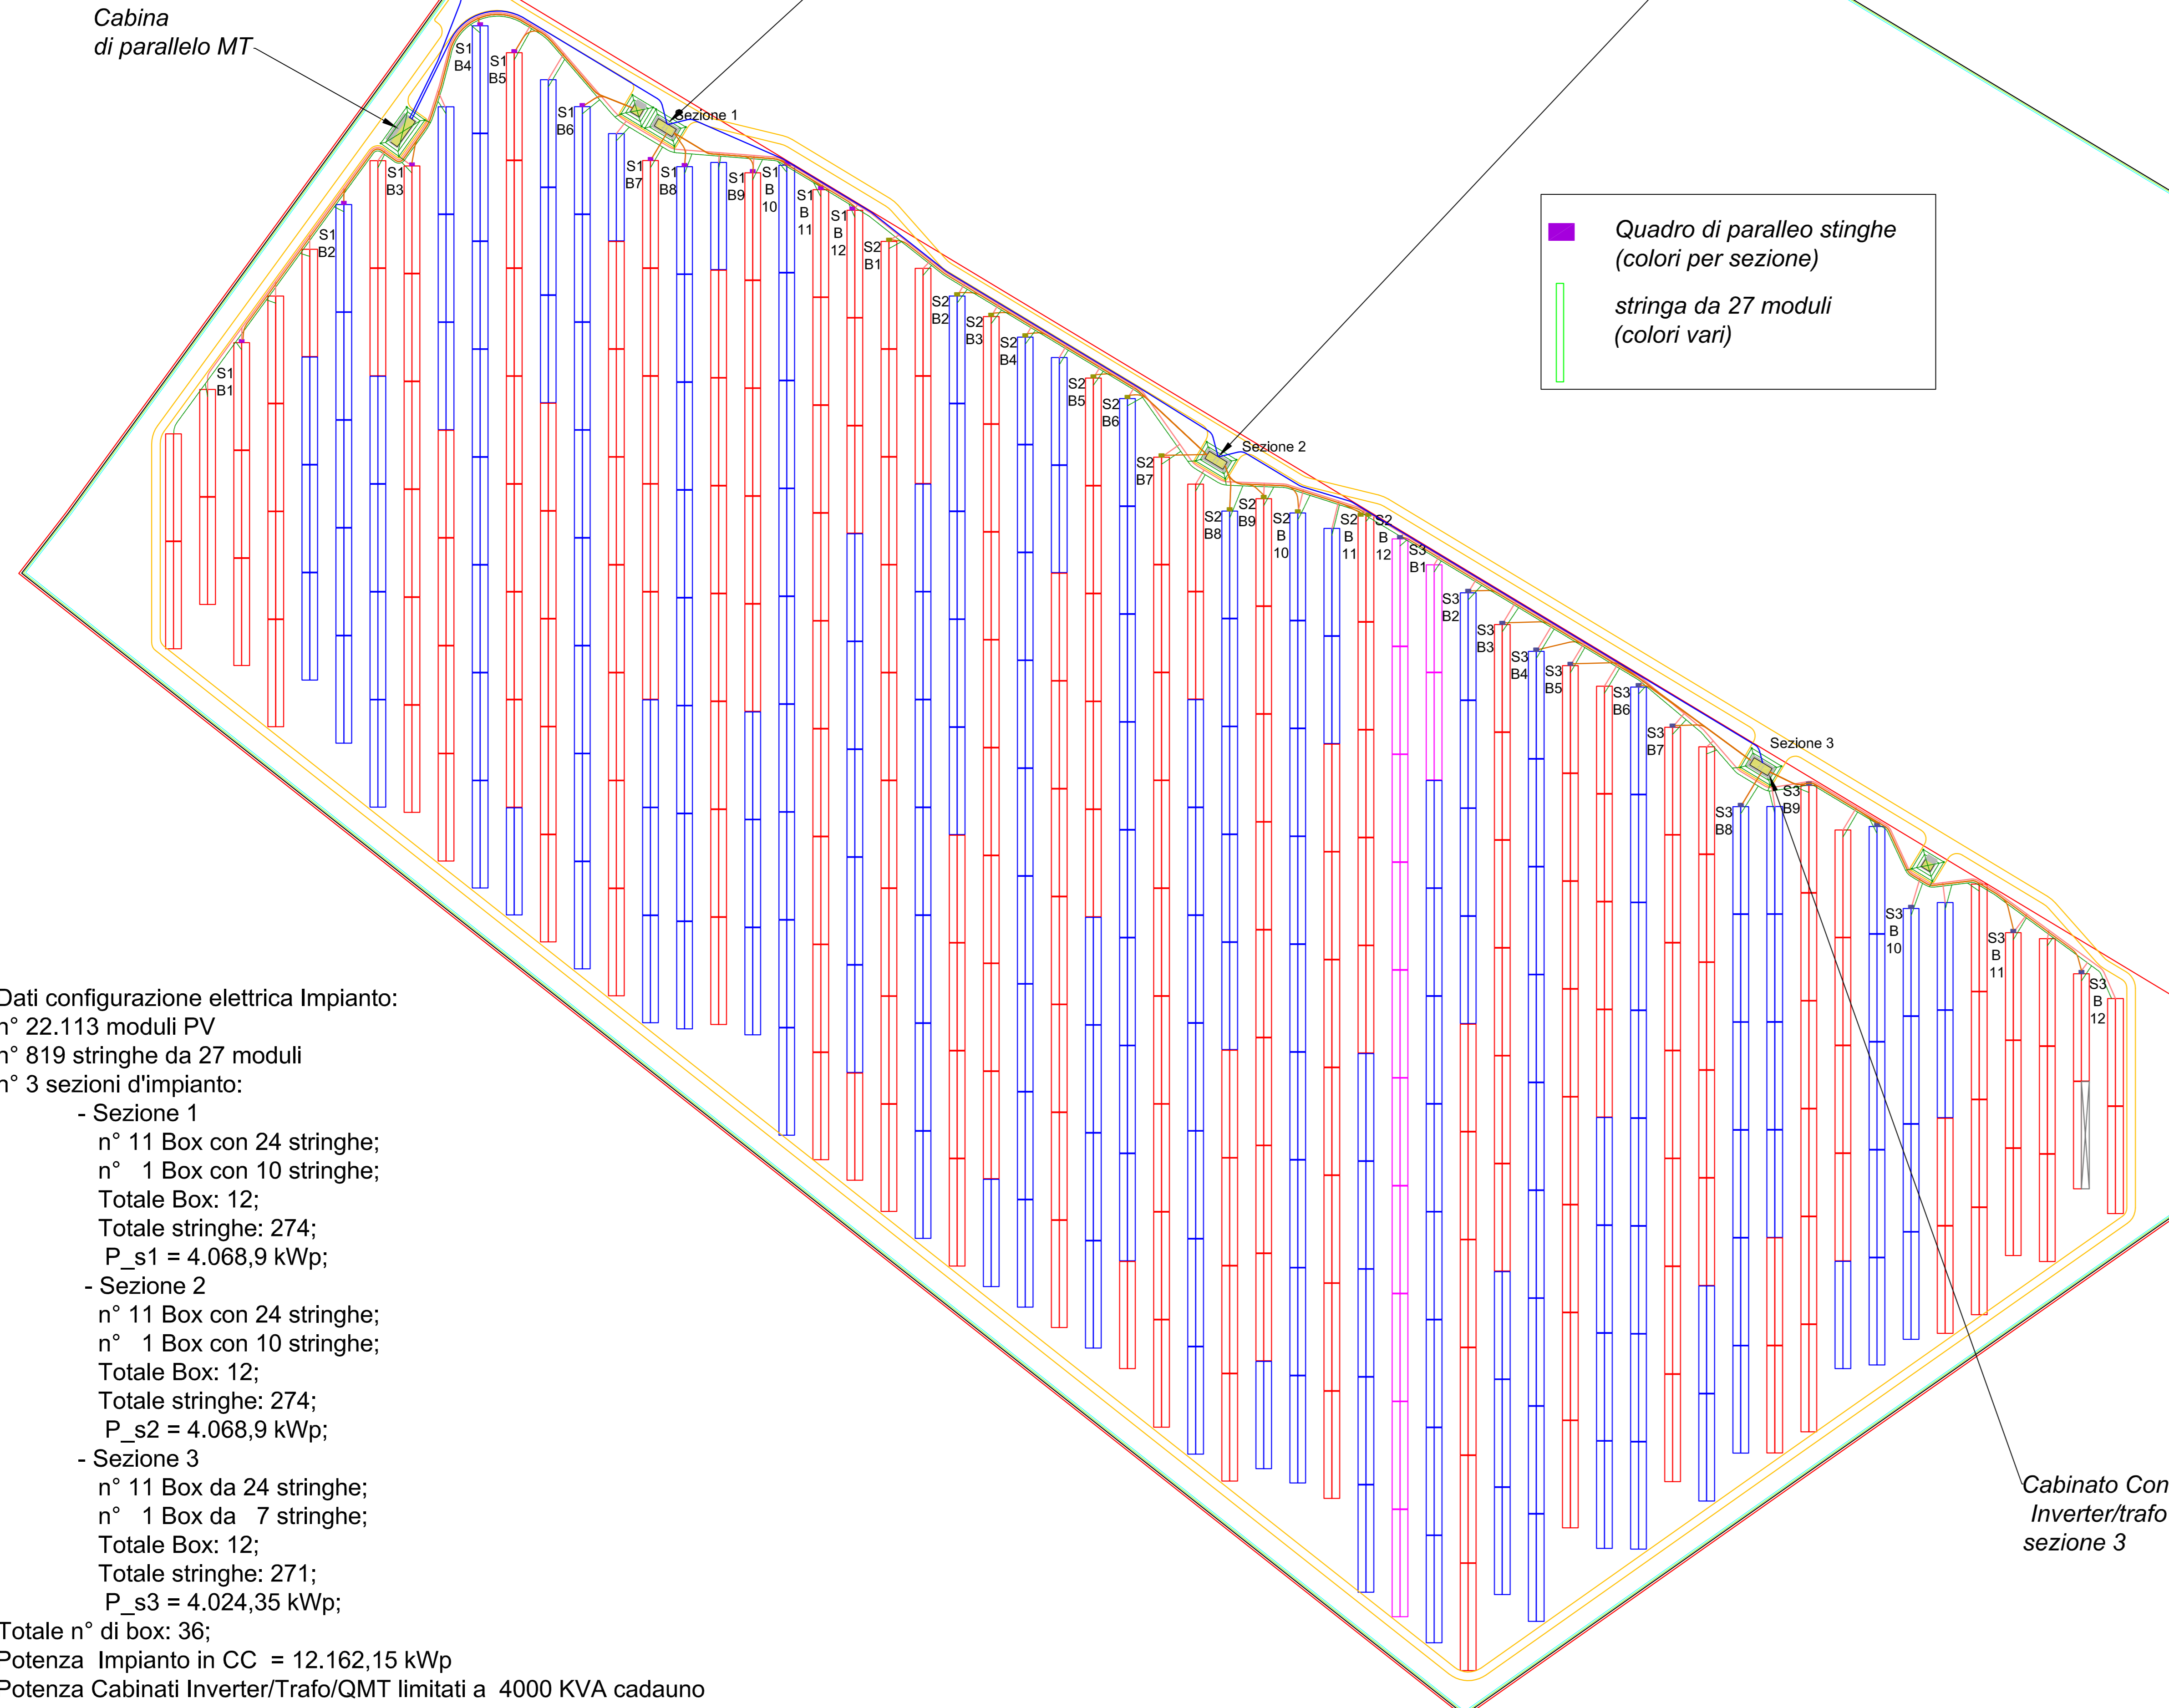 Cabina
di parallelo MT
S1
B4
S1
B5
S1
B6
Sezione 1
S1
B3
S1
B7
S1
B8
S1
B9
S1
B
10
S1
B
11
S1
B
12
S1
B2
S1
B1
S2
B1
S2
B2
S2
B3
S2
B4
S2
B5
S2
B6
Sezione 2
S2
B7
S2
B8
S2
B9
S2
B
10
S2
B
11
S2
B
12
S3
B1
S3
B2
S3
B3
S3
B4
S3
B5
S3
B6
S3
B7
Sezione 3
S3
B8
S3
B9
S3
B
10
S3
B
11
S3
B
12
Quadro di paralleo stinghe
(colori per sezione)
stringa da 27 moduli
(colori vari)
Dati configurazione elettrica Impianto:
n° 22.113 moduli PV
n° 819 stringhe da 27 moduli
n° 3 sezioni d'impianto:
- Sezione 1
n° 11 Box con 24 stringhe;
n° 1 Box con 10 stringhe;
Totale Box: 12;
Totale stringhe: 274;
P_s1 = 4.068,9 kWp;
- Sezione 2
n° 11 Box con 24 stringhe;
n° 1 Box con 10 stringhe;
Totale Box: 12;
Totale stringhe: 274;
P_s2 = 4.068,9 kWp;
- Sezione 3
n° 11 Box da 24 stringhe;
n° 1 Box da 7 stringhe;
Totale Box: 12;
Totale stringhe: 271;
P_s3 = 4.024,35 kWp;
Totale n° di box: 36;
Potenza Impianto in CC = 12.162,15 kWp
Potenza Cabinati Inverter/Trafo/QMT limitati a 4000 KVA cadauno
Cabinato Con
Inverter/trafo
sezione 3